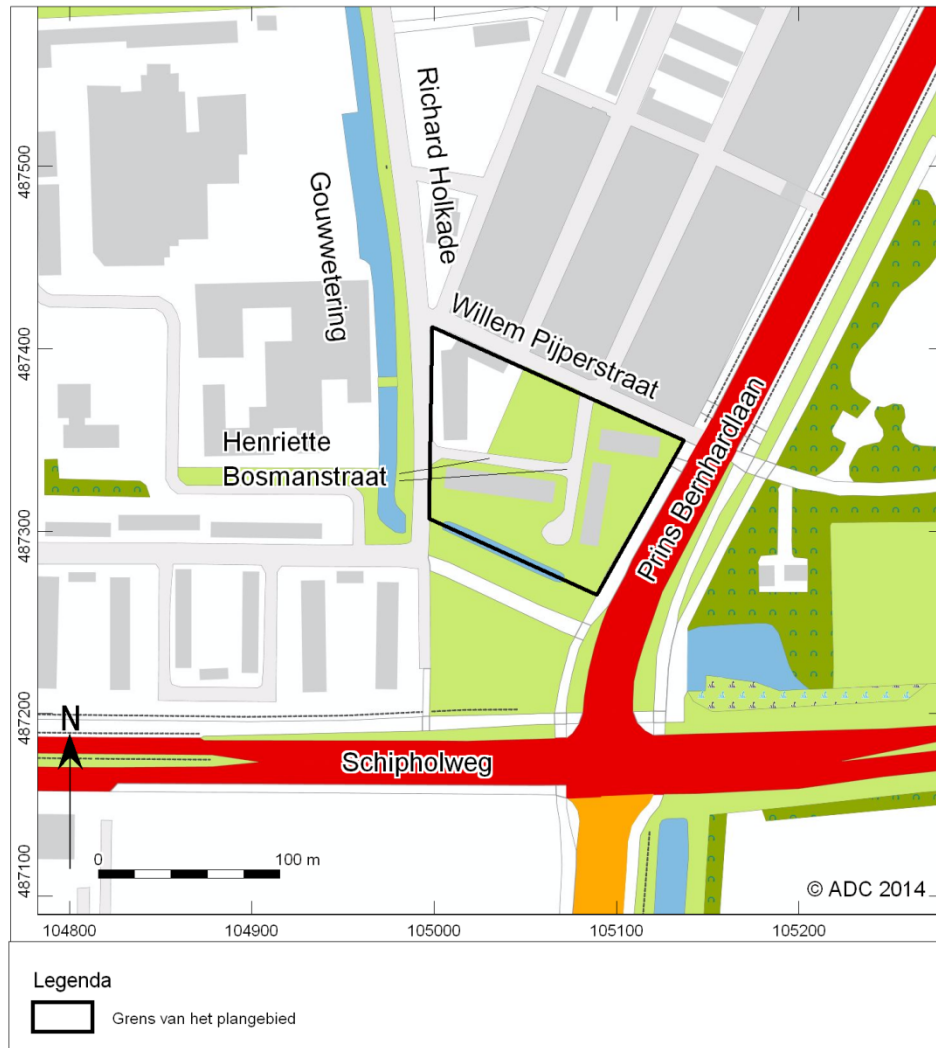 Richard Holkade
Gouwwetering
Willem Pijperstraat
Henriette
Bosmanstraat
Prins Bernhardlaan
Schipholweg
N
0 100 m
© ADC 2014
487500
487400
487300
487200
487100
104800 104900 105000 105100 105200
Legenda
Grens van het plangebied